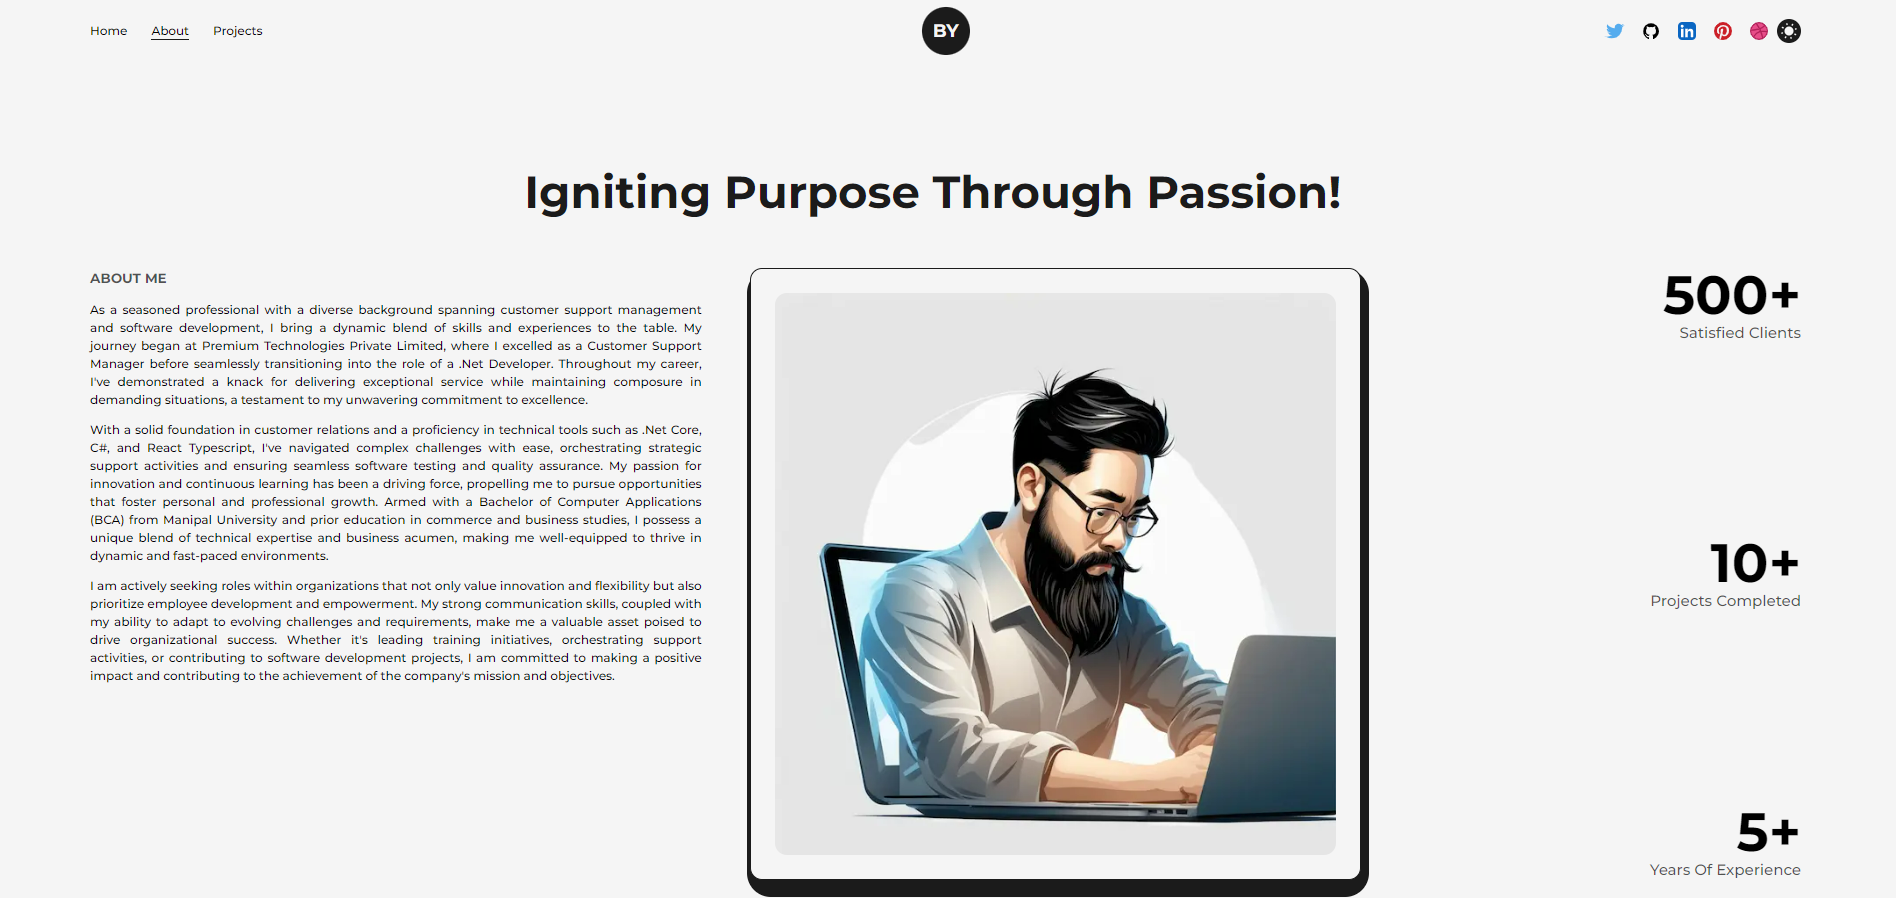 Home About Projects
BY
Igniting Purpose Through Passion!
ABOUT ME
As a seasoned professional with a diverse background spanning customer support management
and software development, I bring a dynamic blend of skills and experiences to the table. My
journey began at Premium Technologies Private Limited, where I excelled as a Customer Support
Manager before seamlessly transitioning into the role of a .Net Developer. Throughout my career,
I've demonstrated a knack for delivering exceptional service while maintaining composure in
demanding situations, a testament to my unwavering commitment to excellence.
With a solid foundation in customer relations and a proficiency in technical tools such as .Net Core,
C#, and React Typescript, I've navigated complex challenges with ease, orchestrating strategic
support activities and ensuring seamless software testing and quality assurance. My passion for
innovation and continuous learning has been a driving force, propelling me to pursue opportunities
that foster personal and professional growth. Armed with a Bachelor of Computer Applications
(BCA) from Manipal University and prior education in commerce and business studies, I possess a
unique blend of technical expertise and business acumen, making me well-equipped to thrive in
dynamic and fast-paced environments.
I am actively seeking roles within organizations that not only value innovation and flexibility but also
prioritize employee development and empowerment. My strong communication skills, coupled with
my ability to adapt to evolving challenges and requirements, make me a valuable asset poised to
drive organizational success. Whether it's leading training initiatives, orchestrating support
activities, or contributing to software development projects, I am committed to making a positive
impact and contributing to the achievement of the company's mission and objectives.
500+
Satisfied Clients
10+
Projects Completed
5+
Years Of Experience